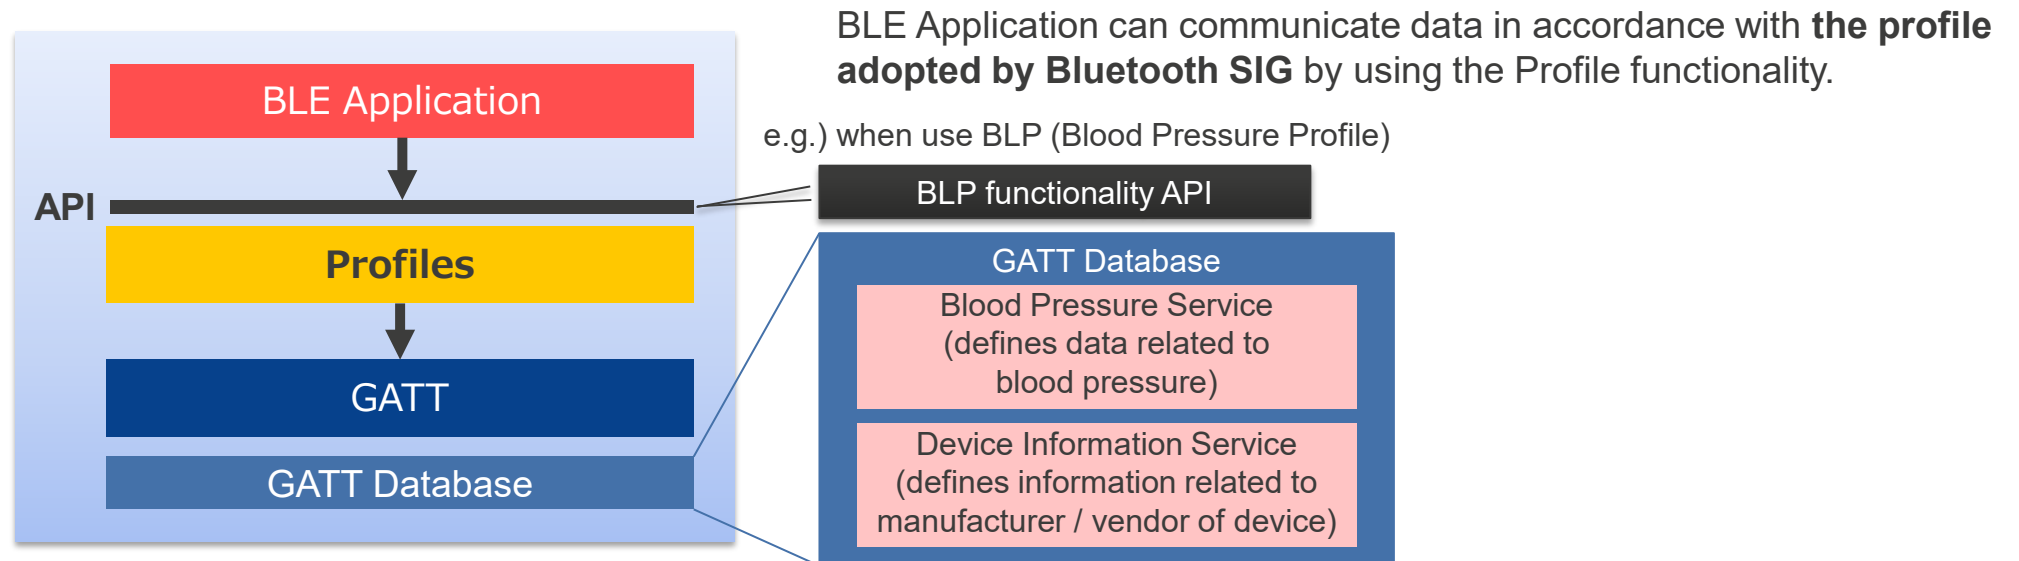 BLE Application can communicate data in accordance with the profile
adopted by Bluetooth SIG by using the Profile functionality.
BLE Application
API
Profiles
GATT
GATT Database
e.g.) when use BLP (Blood Pressure Profile)
BLP functionality API
GATT Database
Blood Pressure Service
(defines data related to
blood pressure)
Device Information Service
(defines information related to
manufacturer / vendor of device)